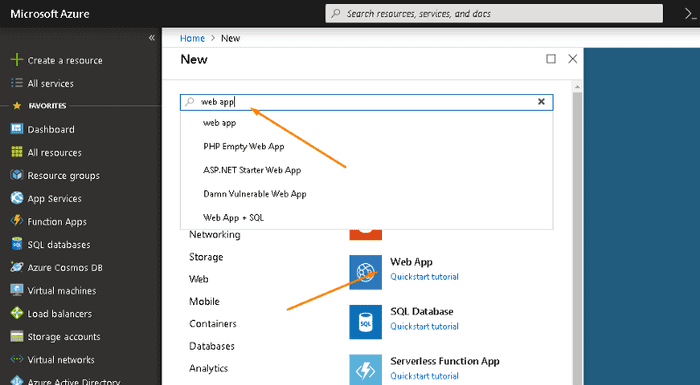 Microsoft Azure
Search resources, services, and docs
Create a resource
All services
FAVORITES
Dashboard
All resources
Resource groups
App Services
Function Apps
SQL databases
Azure Cosmos DB
Virtual machines
Load balancers
Storage accounts
Virtual networks
Azure Active Directory
Home > New
New
web app
web app
PHP Empty Web App
ASP.NET Starter Web App
Damn Vulnerable Web App
Web App + SQL
Networking
Storage
Web
Mobile
Containers
Databases
Analytics
Web App
Quickstart tutorial
SQL
SQL Database
Quickstart tutorial
Serverless Function App
Quickstart tutorial